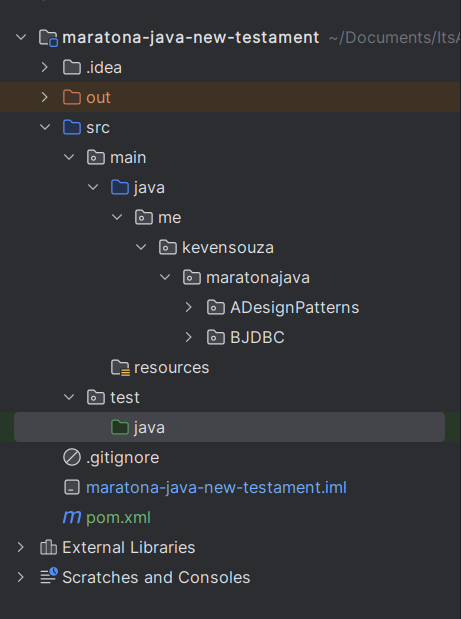 maratona-java-new-testament ~/Documents/Its
.idea
out
src
main
java
me
kevensouza
maratonajava
ADesignPatterns
BJDBC
resources
test
java
.gitignore
maratona-java-new-testament.iml
m pom.xml
External Libraries
Scratches and Consoles